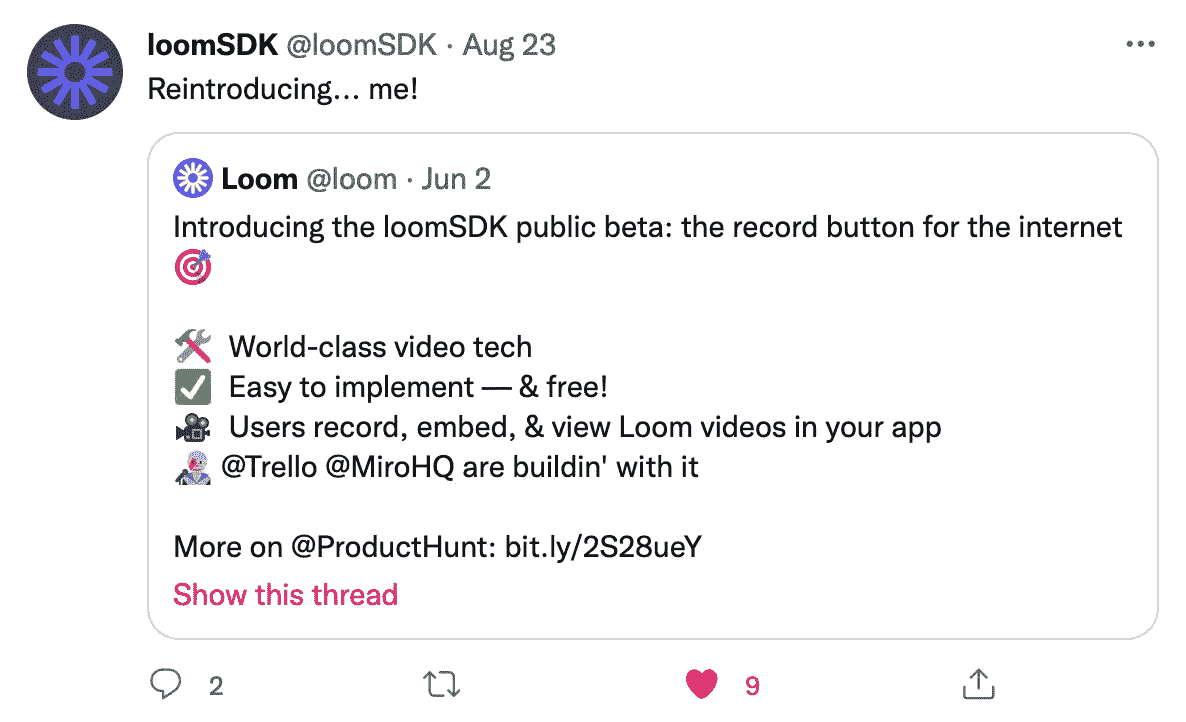 loomSDK @loomSDK · Aug 23
Reintroducing... me!
Loom @loom · Jun 2
Introducing the loomSDK public beta: the record button for the internet
🎯
🛠 World-class video tech
✅ Easy to implement — & free!
🎥 Users record, embed, & view Loom videos in your app
👩‍🎤 @Trello @MiroHQ are buildin' with it
More on @ProductHunt: bit.ly/2S28ueY
Show this thread
2 9